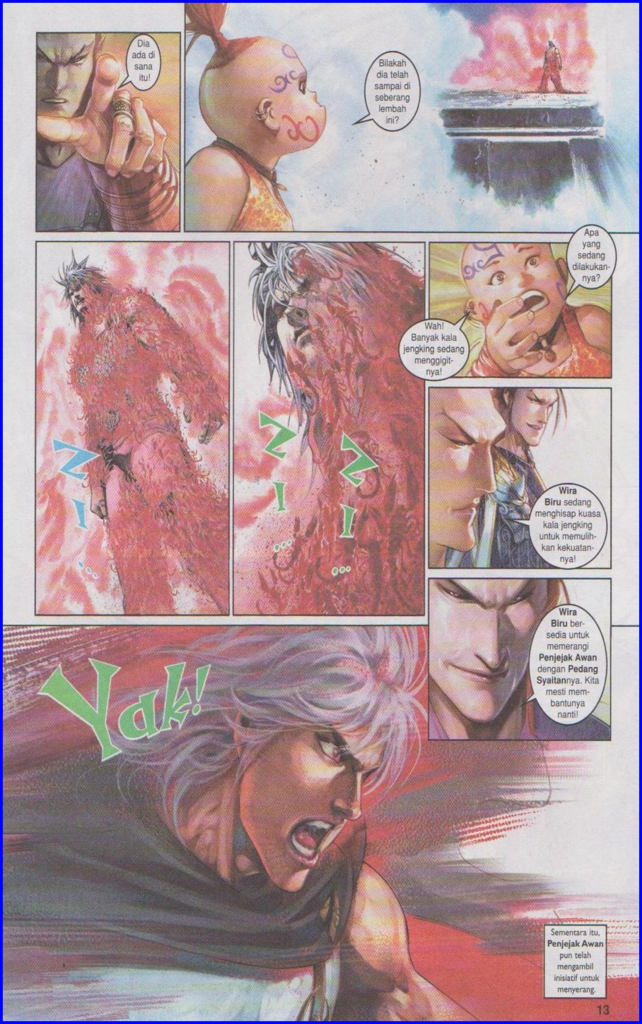 Dia
ada di
sana
itu!
Bilakah
dia telah
sampai di
seberang
lembah
ini?
Apa
yang
sedang
dilakukan-
nya?
Wah!
Banyak kala
jengking sedang
menggigit-
nya!
Z
I
...
Z
I
...
Z
I
...
Wira
Biru sedang
menghisap kuasa
kala jengking
untuk memulih-
kan kekuatan-
nya!
Wira
Biru ber-
sedia untuk
memerangi
Penjejak Awan
dengan Pedang
Syaitannya. Kita
mesti mem-
bantunya
nanti!
Yak!
Sementara itu,
Penjejak Awan
pun telah
mengambil
inisiatif untuk
menyerang.
13